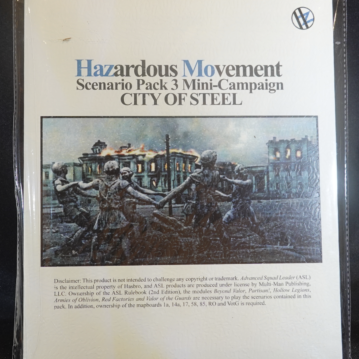 Hazardous Movement
Scenario Pack 3 Mini-Campaign
CITY OF STEEL
Disclaimer: This product is not intended to challenge any copyright or trademark. Advanced Squad Leader (ASL)
is the intellectual property of Hasbro, and ASL products are produced under license by Multi-Man Publishing,
LLC. Ownership of the ASL Rulebook (2nd Edition), the modules Beyond Valor, Partisan!, Hollow Legions,
Armies of Oblivion, Red Factories and Valor of the Guards are necessary to play the scenarios contained in this
pack. In addition, ownership of the mapboards 1a, RO and VotG is required.